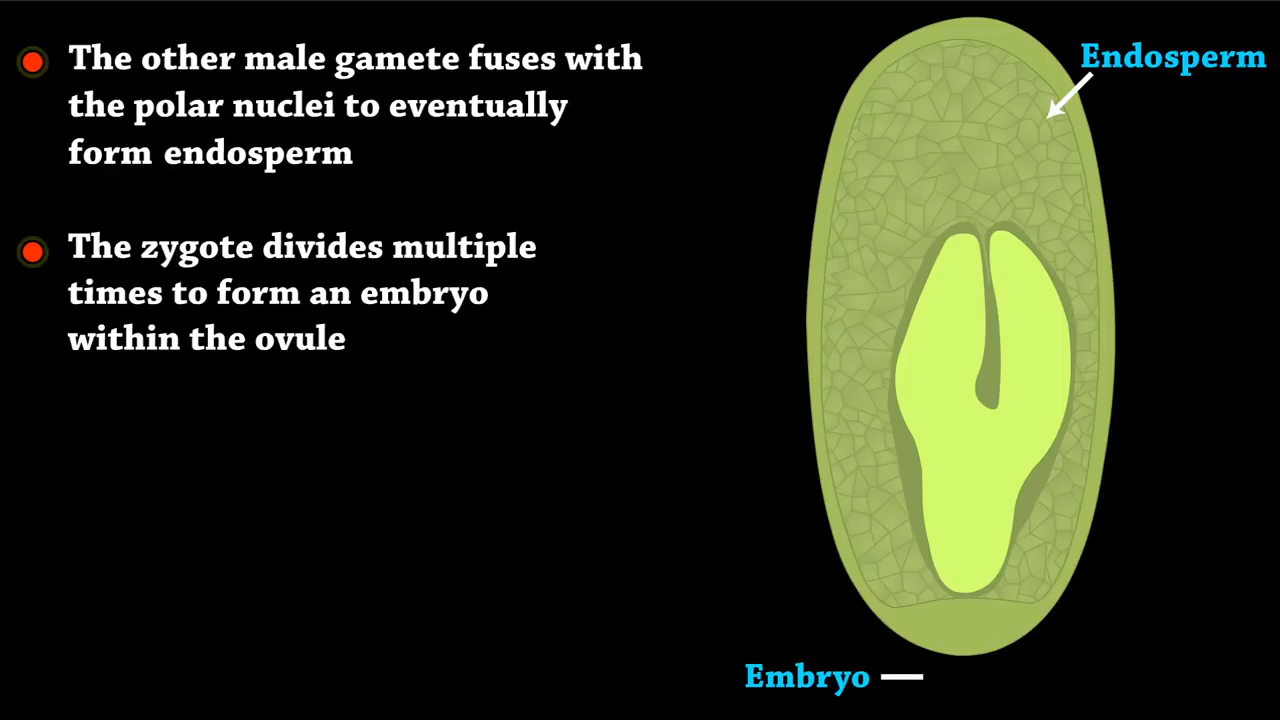 The other male gamete fuses with
the polar nuclei to eventually
form endosperm
The zygote divides multiple
times to form an embryo
within the ovule
Endosperm
Embryo